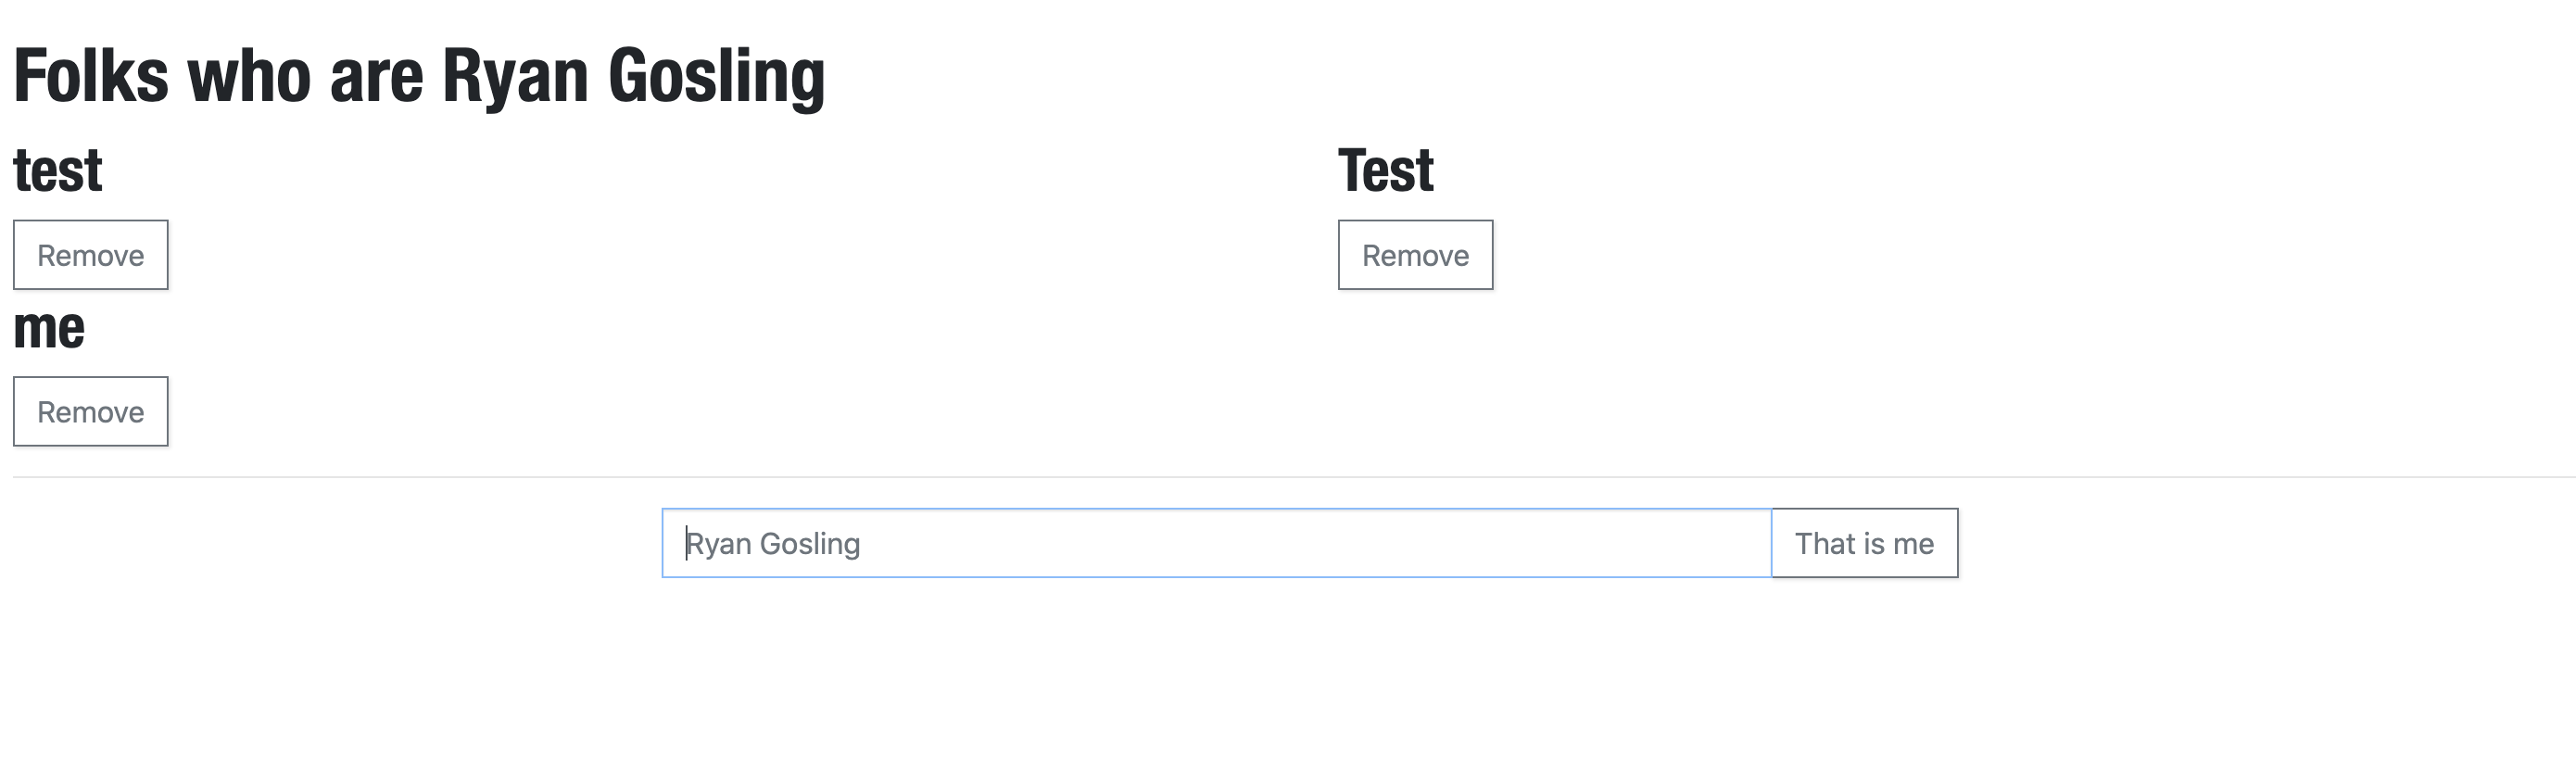 Folks who are Ryan Gosling
test
Test
Remove
Remove
me
Remove
Ryan Gosling
That is me